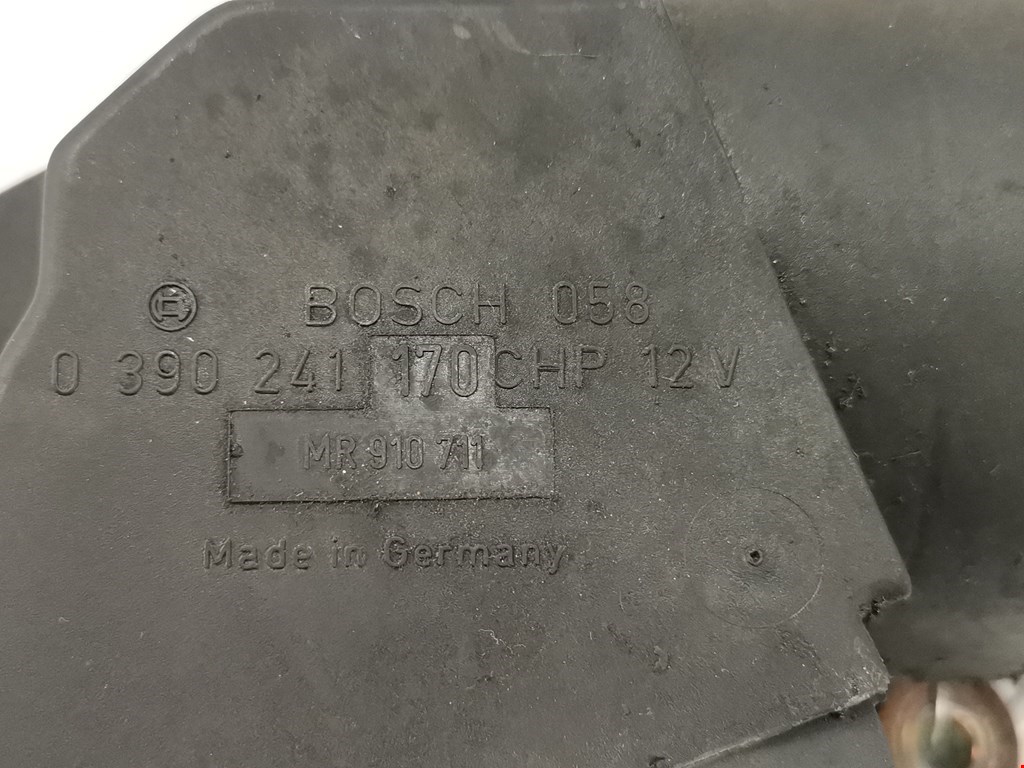 BOSCH 058
0 390 241 170 CHP 12 V
MR 910 711
Made in Germany